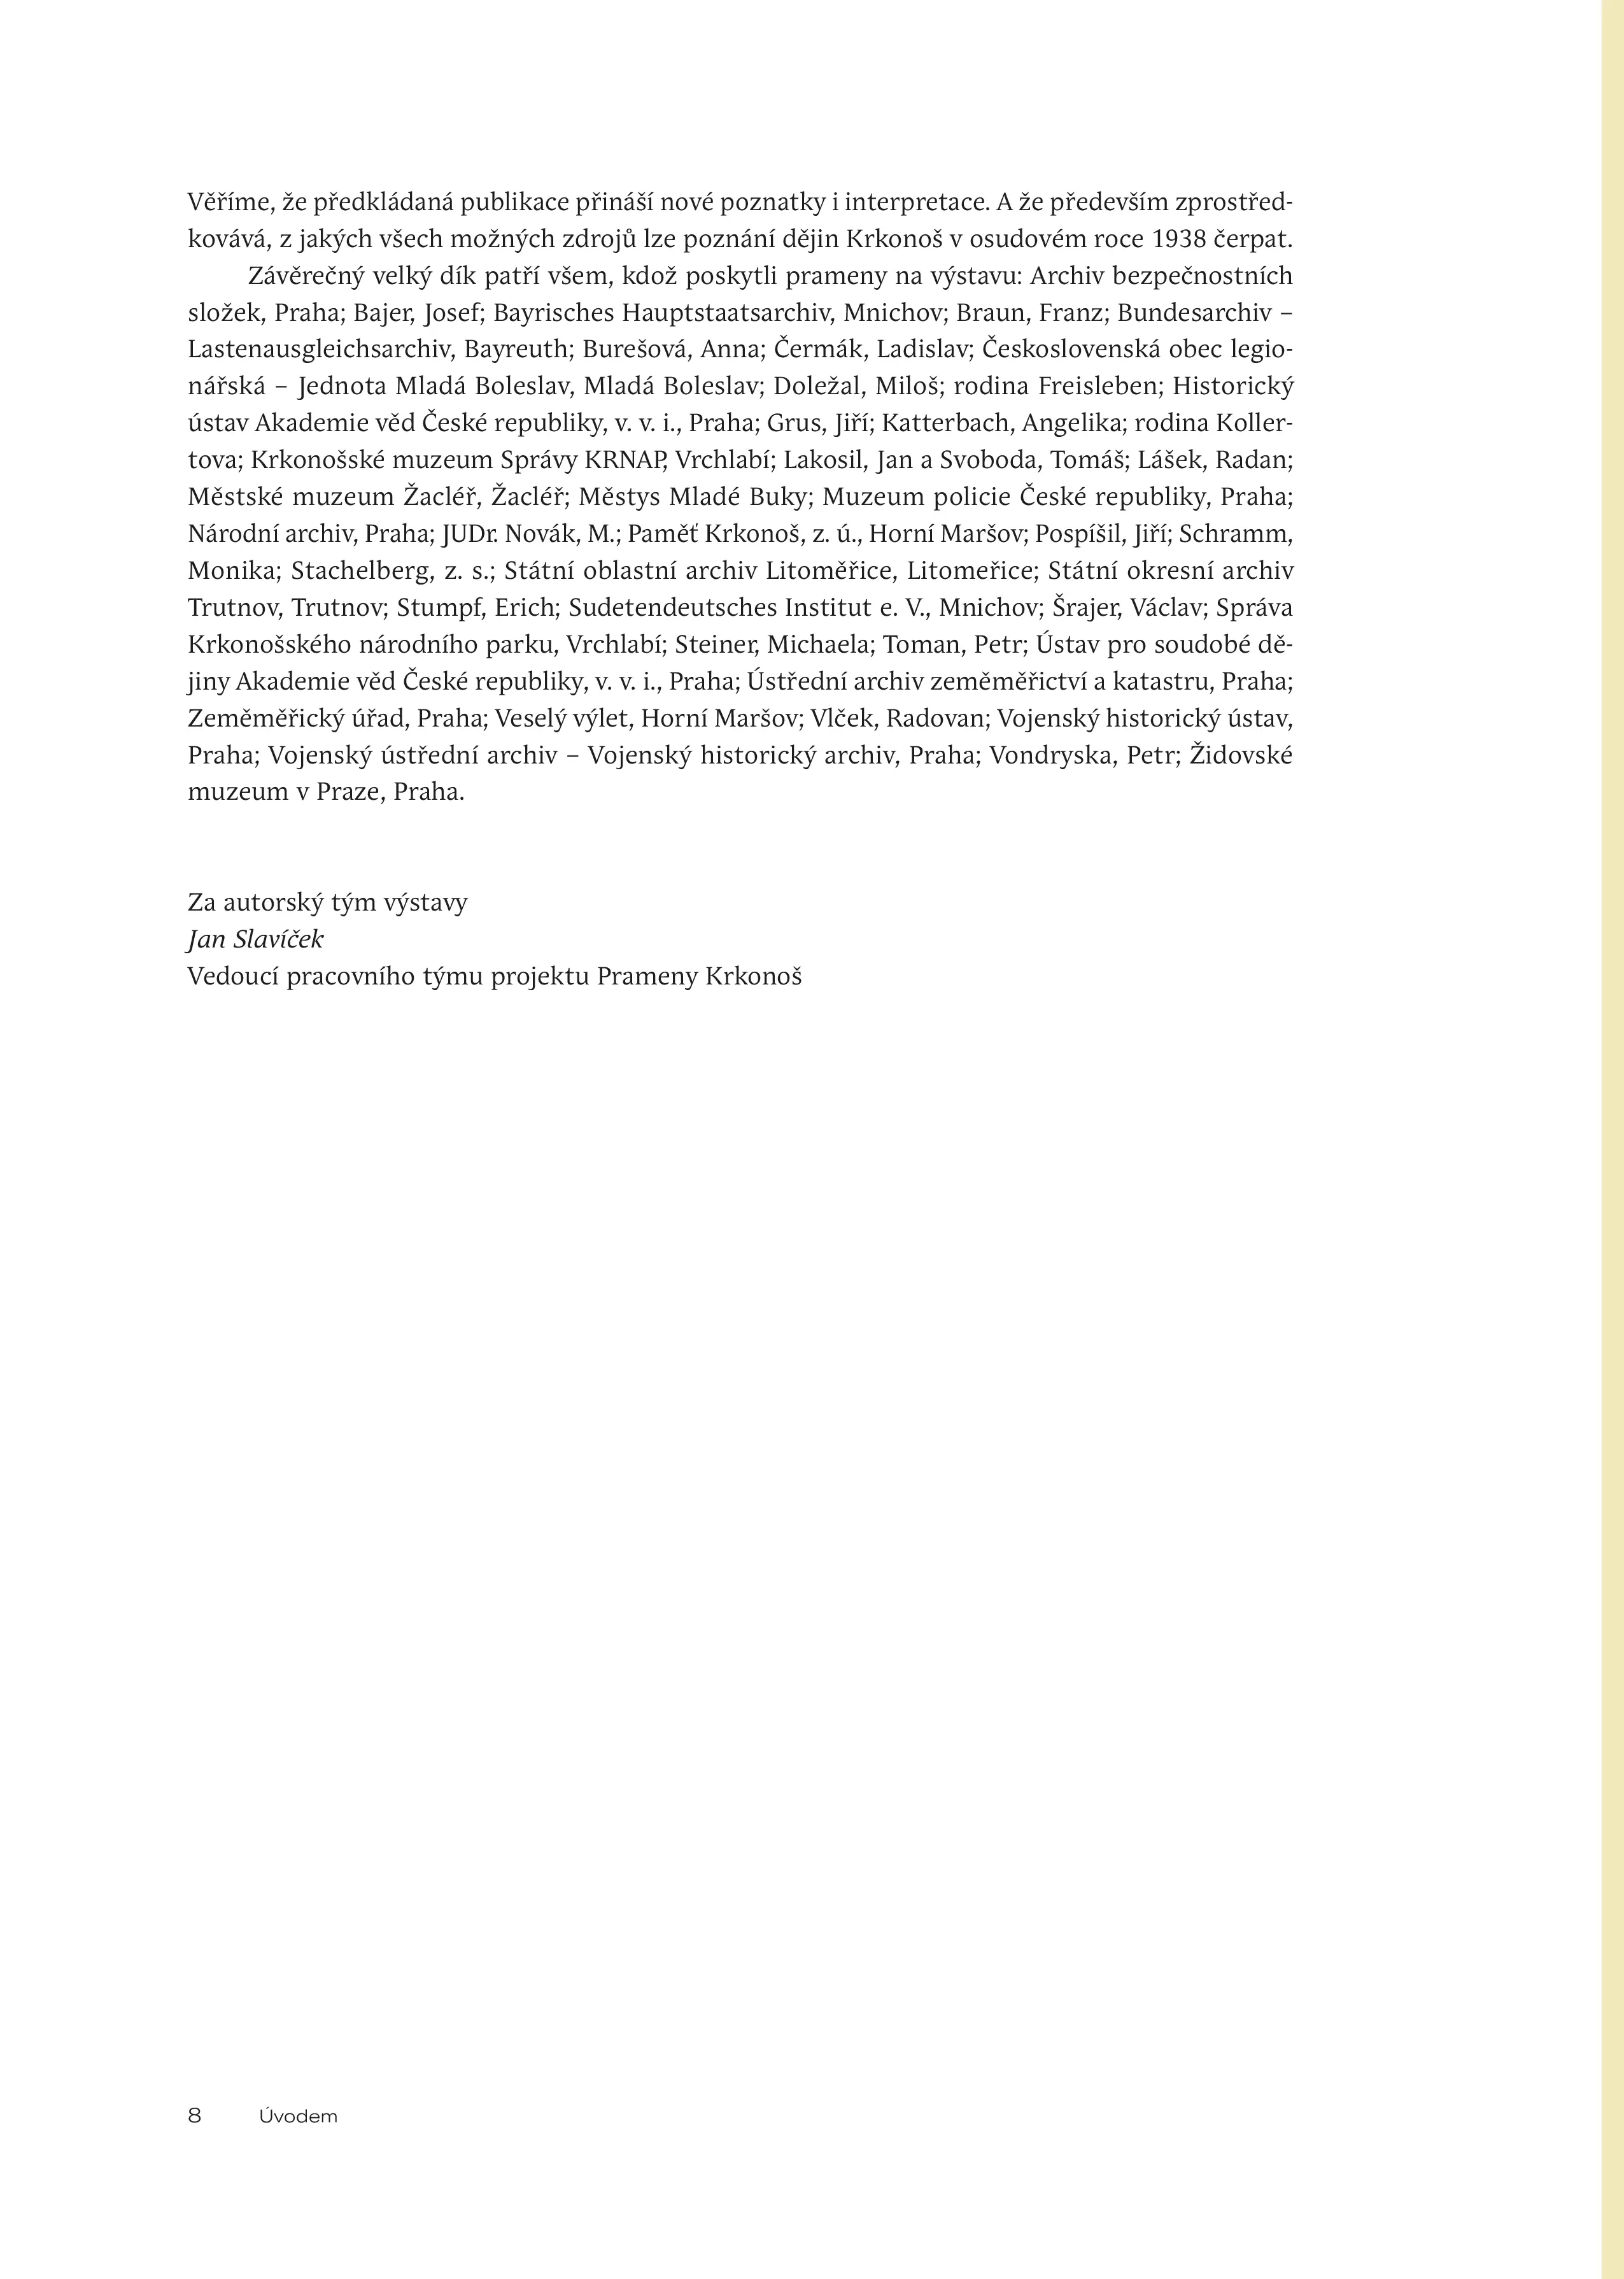 Věříme, že předkládaná publikace přináší nové poznatky i interpretace. A že především zprostřed-
kovává, z jakých všech možných zdrojů lze poznání dějin Krkonoš v osudovém roce 1938 čerpat.
Závěrečný velký dík patří všem, kdož poskytli prameny na výstavu: Archiv bezpečnostních
složek, Praha; Bajer, Josef; Bayrisches Hauptstaatsarchiv, Mnichov; Braun, Franz; Bundesarchiv –
Lastenausgleichsarchiv, Bayreuth; Burešová, Anna; Čermák, Ladislav; Československá obec legio-
nářská – Jednota Mladá Boleslav, Mladá Boleslav; Doležal, Miloš; rodina Freisleben; Historický
ústav Akademie věd České republiky, v. v. i., Praha; Grus, Jiří; Katterbach, Angelika; rodina Koller-
tova; Krkonošské muzeum Správy KRNAP, Vrchlabí; Lakosil, Jan a Svoboda, Tomáš; Lášek, Radan;
Městské muzeum Žacléř, Žacléř; Městys Mladé Buky; Muzeum policie České republiky, Praha;
Národní archiv, Praha; JUDr. Novák, M.; Paměť Krkonoš, z. ú., Horní Maršov; Pospíšil, Jiří; Schramm,
Monika; Stachelberg, z. s.; Státní oblastní archiv Litoměřice, Litomeřice; Státní okresní archiv
Trutnov, Trutnov; Stumpf, Erich; Sudetendeutsches Institut e. V., Mnichov; Šrajer, Václav; Správa
Krkonošského národního parku, Vrchlabí; Steiner, Michaela; Toman, Petr; Ústav pro soudobé dě-
jiny Akademie věd České republiky, v. v. i., Praha; Ústřední archiv zeměměřictví a katastru, Praha;
Zeměměřický úřad, Praha; Veselý výlet, Horní Maršov; Vlček, Radovan; Vojenský historický ústav,
Praha; Vojenský ústřední archiv – Vojenský historický archiv, Praha; Vondryska, Petr; Židovské
muzeum v Praze, Praha.
Za autorský tým výstavy
Jan Slavíček
Vedoucí pracovního týmu projektu Prameny Krkonoš
8 Úvodem